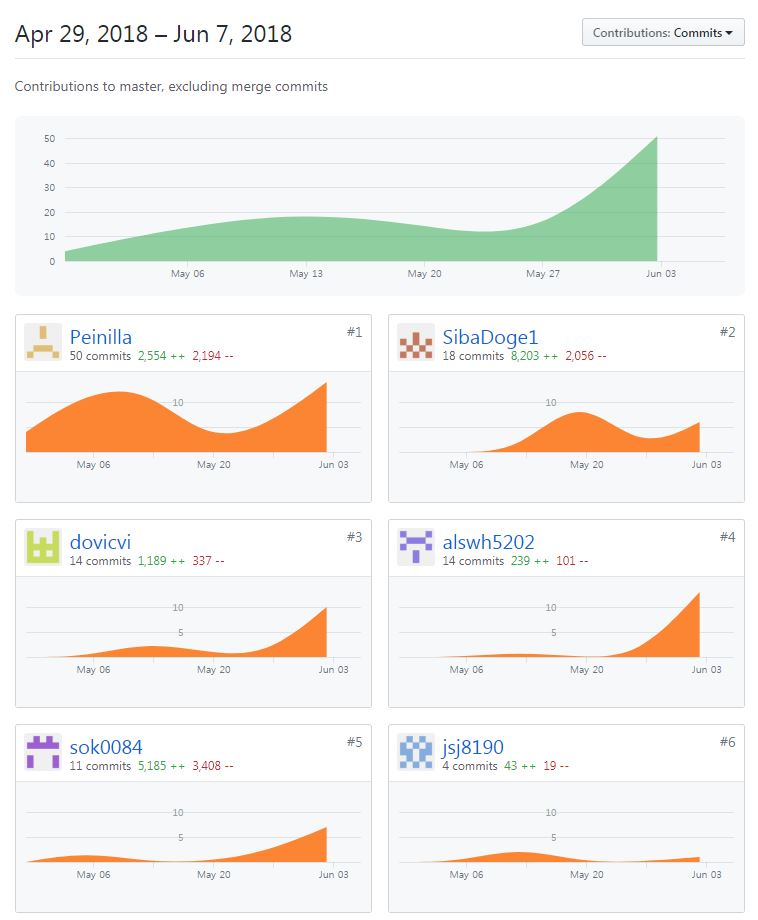 Apr 29, 2018 – Jun 7, 2018
Contributions: Commits
Contributions to master, excluding merge commits
50
40
30
20
10
0
May 06 May 13 May 20 May 27 Jun 03
Peinilla #1
50 commits 2,554 ++ 2,194 --
10
May 06 May 20 Jun 03
SibaDoge1 #2
18 commits 8,203 ++ 2,056 --
10
May 06 May 20 Jun 03
dovicvi #3
14 commits 1,189 ++ 337 --
10
5
May 06 May 20 Jun 03
alswh5202 #4
14 commits 239 ++ 101 --
10
5
May 06 May 20 Jun 03
sok0084 #5
11 commits 5,185 ++ 3,408 --
10
5
May 06 May 20 Jun 03
jsj8190 #6
4 commits 43 ++ 19 --
10
5
May 06 May 20 Jun 03